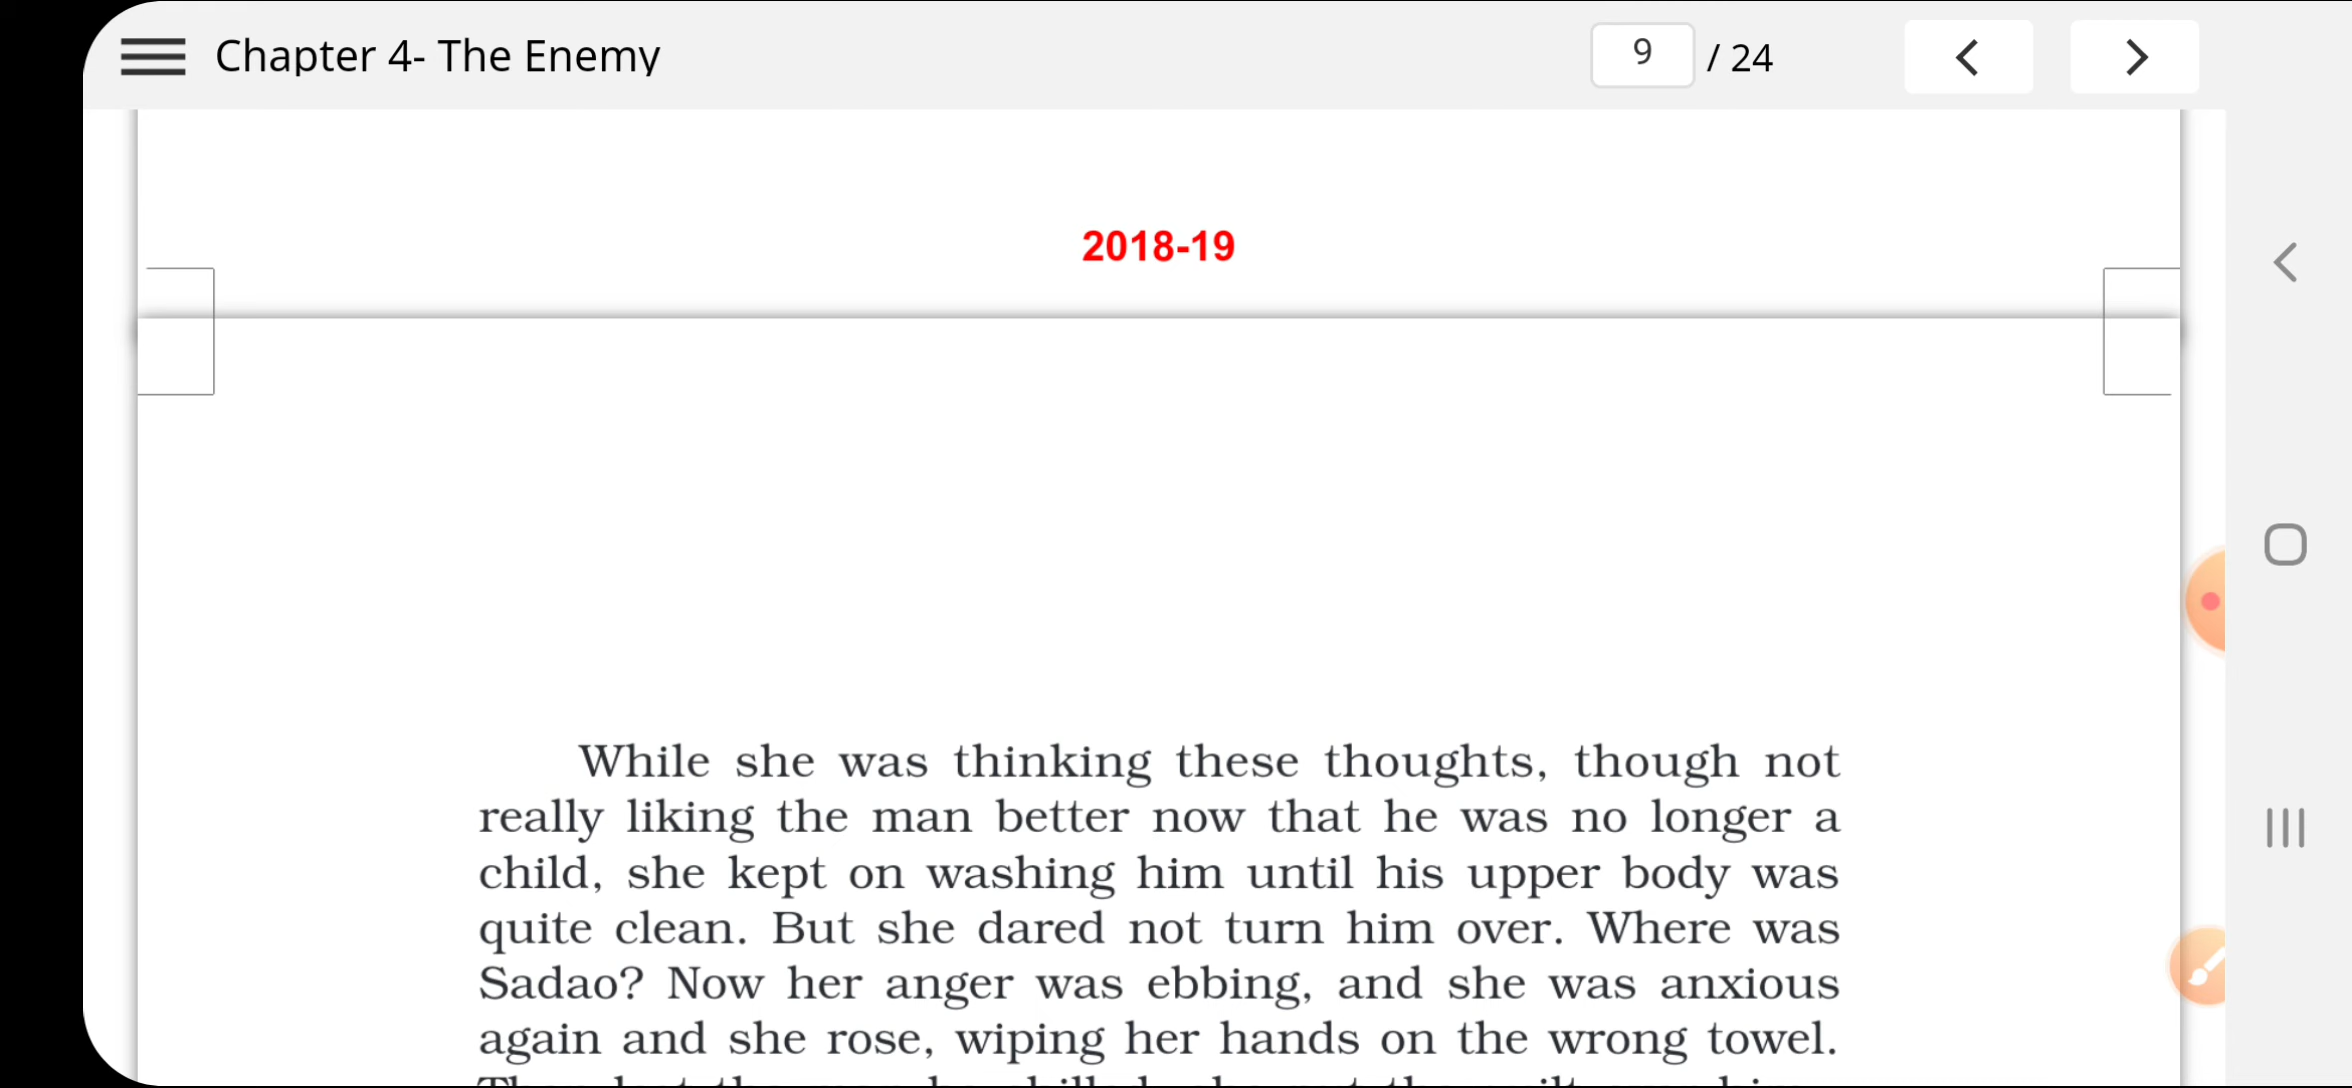 Chapter 4- The Enemy
9 / 24
2018-19
While she was thinking these thoughts, though not
really liking the man better now that he was no longer a
child, she kept on washing him until his upper body was
quite clean. But she dared not turn him over. Where was
Sadao? Now her anger was ebbing, and she was anxious
again and she rose, wiping her hands on the wrong towel.